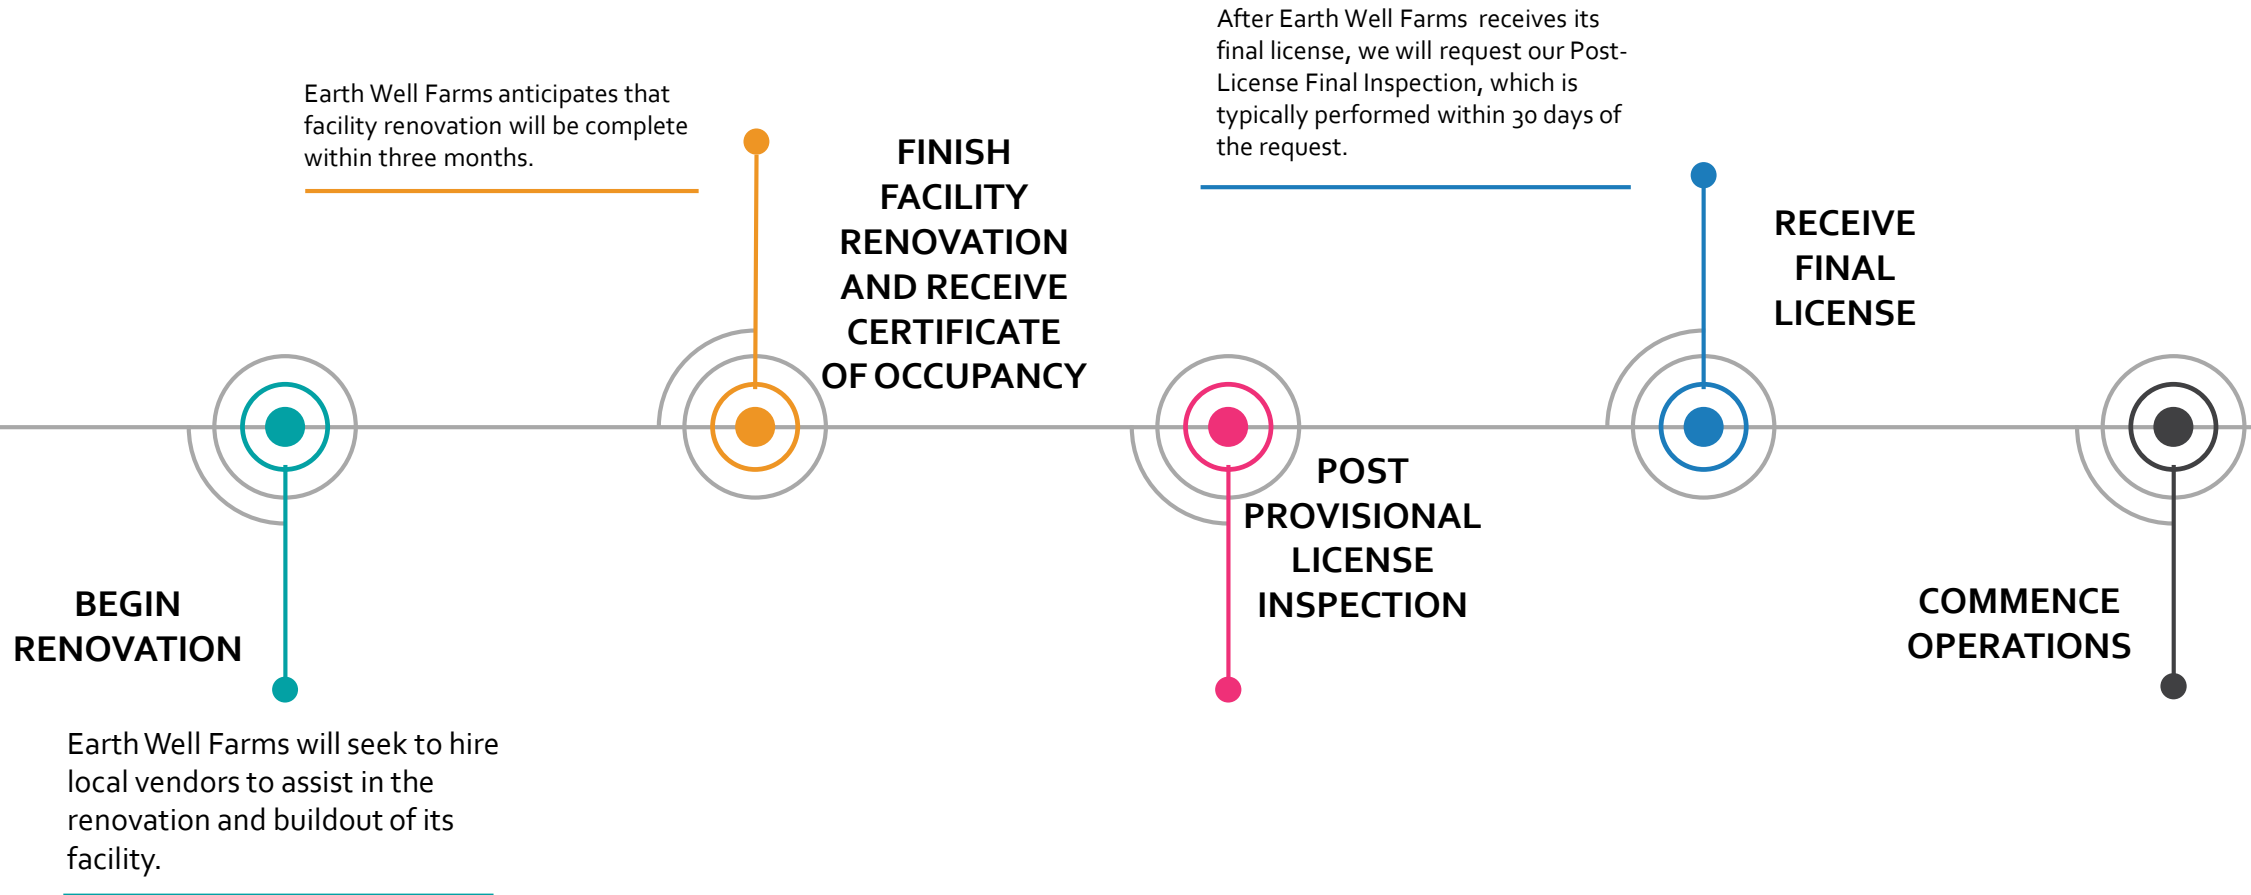 After Earth Well Farms receives its
final license, we will request our Post-
License Final Inspection, which is
typically performed within 30 days of
the request.
Earth Well Farms anticipates that
facility renovation will be complete
within three months.
FINISH
FACILITY
RENOVATION
AND RECEIVE
CERTIFICATE
OF OCCUPANCY
RECEIVE
FINAL
LICENSE
POST
PROVISIONAL
LICENSE
INSPECTION
BEGIN
RENOVATION
COMMENCE
OPERATIONS
Earth Well Farms will seek to hire
local vendors to assist in the
renovation and buildout of its
facility.